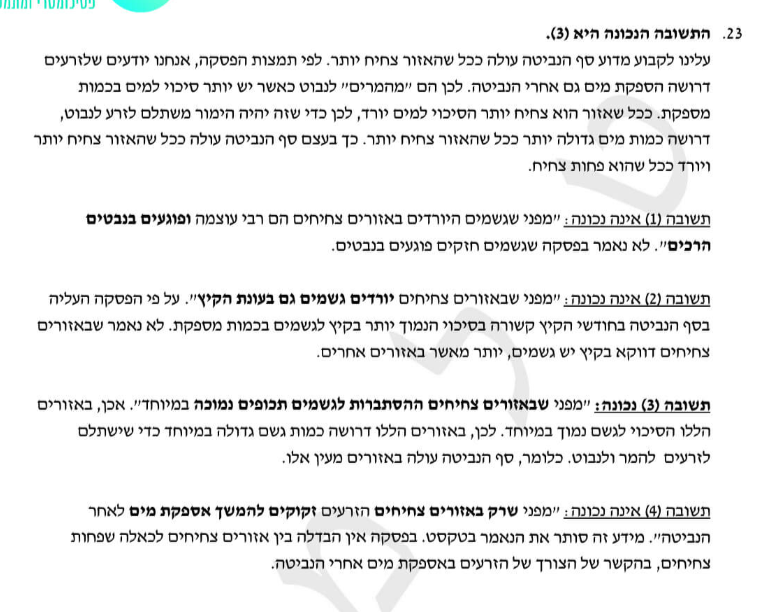 פסיכומטרי ומתמ
23. התשובה הנכונה היא (3).
עלינו לקבוע מדוע סף הנביטה עולה ככל שהאזור צחיח יותר. לפי תמצות הפסקה, אנחנו יודעים שלזרעים
דרושה הספקת מים גם אחרי הנביטה. לכן הם "מהמרים" לנבוט כאשר יש יותר סיכוי למים בכמות
מספקת. ככל שאזור הוא צחיח יותר הסיכוי למים יורד, לכן כדי שזה יהיה הימור משתלם לזרע לנבוט,
דרושה כמות מים גדולה יותר ככל שהאזור צחיח יותר. כך בעצם סף הנביטה עולה ככל שהאזור צחיח יותר
ויורד ככל שהוא פחות צחיח.
תשובה (1) אינה נכונה: "מפני שגשמים היורדים באזורים צחיחים הם רבי עוצמה ופוגעים בנבטים
הרכים". לא נאמר בפסקה שגשמים חזקים פוגעים בנבטים.
תשובה (2) אינה נכונה: "מפני שבאזורים צחיחים יורדים גשמים גם בעונת הקיץ". על פי הפסקה העליה
בסף הנביטה בחודשי הקיץ קשורה בסיכוי הנמוך יותר בקיץ לגשמים בכמות מספקת. לא נאמר שבאזורים
צחיחים דווקא בקיץ יש גשמים, יותר מאשר באזורים אחרים.
תשובה (3) נכונה: "מפני שבאזורים צחיחים ההסתברות לגשמים תכופים נמוכה במיוחד". אכן, באזורים
הללו הסיכוי לגשם נמוך במיוחד. לכן, באזורים הללו דרושה כמות גשם גדולה במיוחד כדי שישתלם
לזרעים להמר ולנבוט. כלומר, סף הנביטה עולה באזורים מעין אלו.
תשובה (4) אינה נכונה: "מפני שרק באזורים צחיחים הזרעים זקוקים להמשך אספקת מים לאחר
הנביטה". מידע זה סותר את הנאמר בטקסט. בפסקה אין הבדלה בין אזורים צחיחים לכאלה שפחות
צחיחים, בהקשר של הצורך של הזרעים באספקת מים אחרי הנביטה.